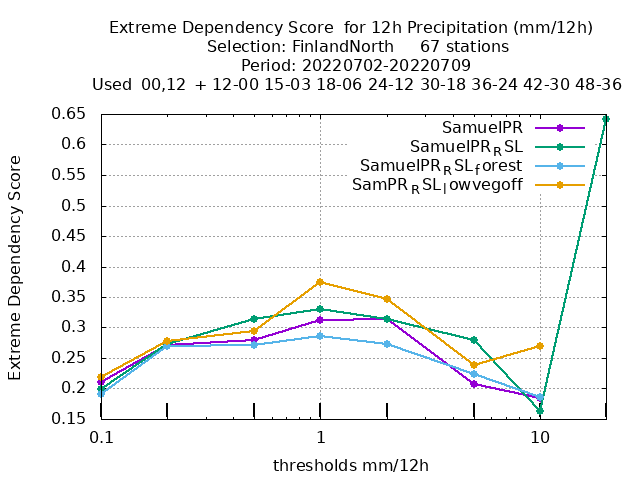 Extreme Dependency Score  for 12h Precipitation (mm/12h)
Selection: FinlandNorth     67 stations
Period: 20220702-20220709
Used  00,12  + 12-00 15-03 18-06 24-12 30-18 36-24 42-30 48-36
SamuelPR
SamuelPR_RSL
SamuelPR_RSL_forest
SamPR_RSL_lowvegoff
Extreme Dependency Score
0.65
0.6
0.55
0.5
0.45
0.4
0.35
0.3
0.25
0.2
0.15
0.1 1 10
thresholds mm/12h